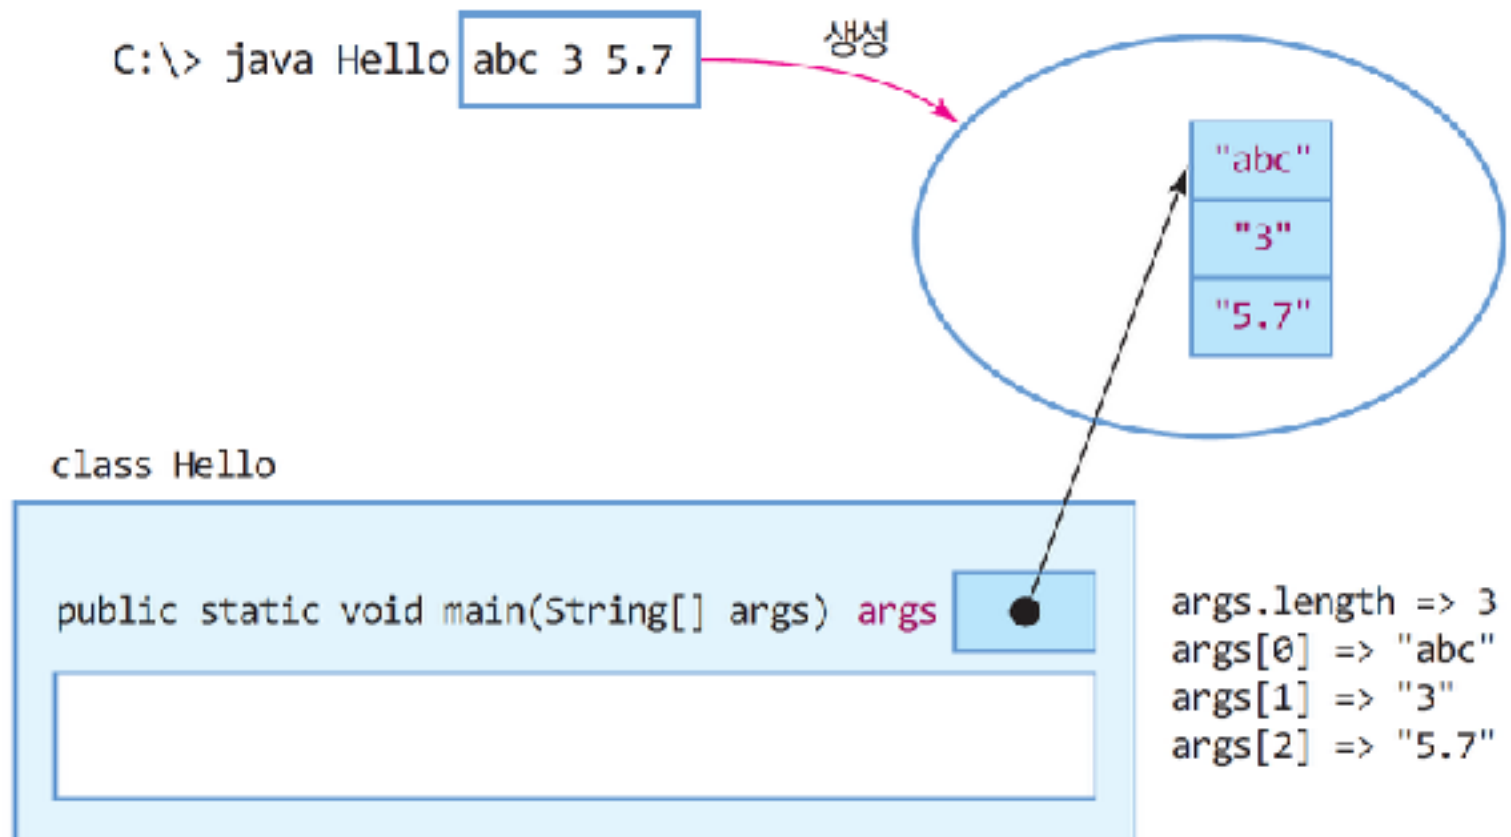 C:\> java Hello abc 3 5.7
생성
"abc"
"3"
"5.7"
class Hello
public static void main(String[] args) args
args.length => 3
args[0] => "abc"
args[1] => "3"
args[2] => "5.7"